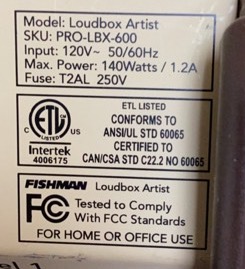 Model: Loudbox Artist
SKU: PRO-LBX-600
Input: 120V~ 50/60Hz
Max. Power: 140Watts / 1.2A
Fuse: T2AL 250V
ETL LISTED
CONFORMS TO
ANSI/UL STD 60065
CERTIFIED TO
CAN/CSA STD C22.2 NO 60065
ETL
C US
LISTED
Intertek
4006175
FISHMAN Loudbox Artist
FC Tested to Comply
With FCC Standards
FOR HOME OR OFFICE USE